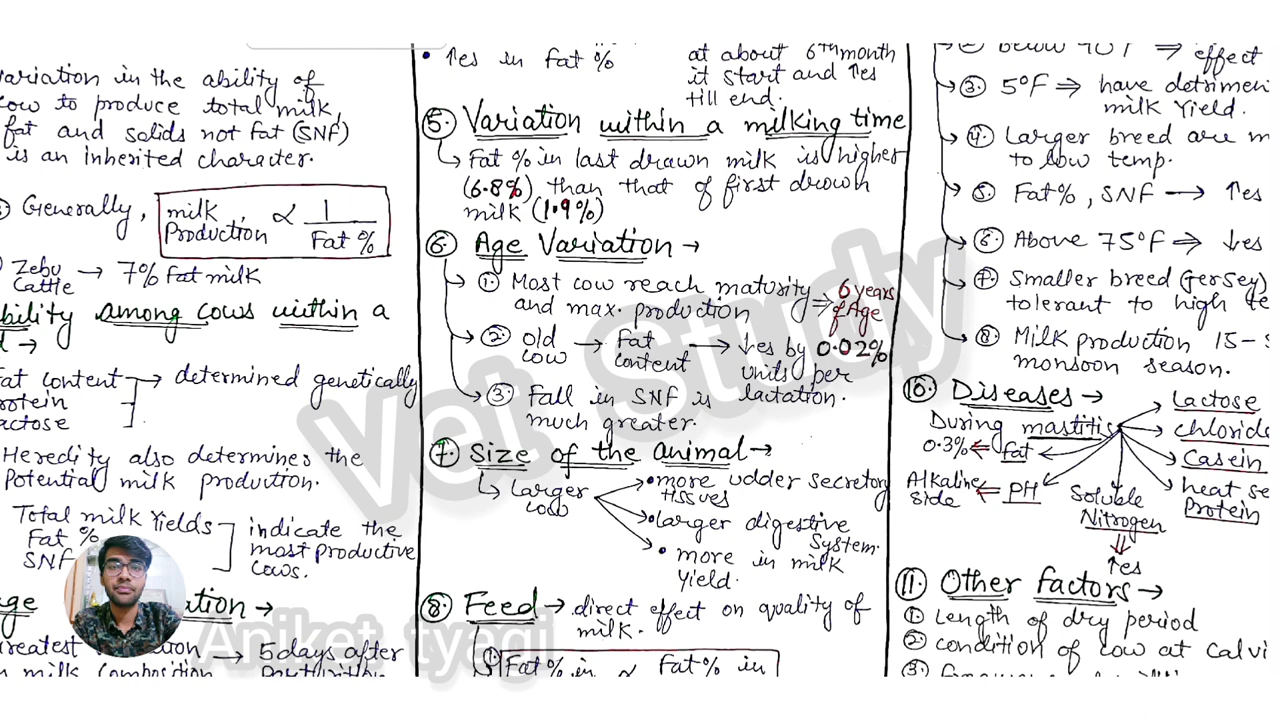 variation in the ability of
cow to produce total milk,
fat and solids not fat (SNF)
is an inherited character.
Generally, milk Production ∝ 1 / Fat %
Zebu Cattle → 7% Fat milk
among cows within a
Fat content
protein
lactose
→ determined genetically
Heredity also determines the
Potential milk production.
Total milk Yields
Fat %
SNF
indicate the
most productive
cows.
→ 5 days after
• ↑es in Fat %
at about 6th month
it start and ↑es
till end.
5. Variation within a milking time
↳ Fat % in last drawn milk is higher
(6.8%) than that of first drown
milk (1.9%)
6. Age Variation →
1. Most cow reach maturity
and max. production ⇒ 6 years of Age
2. Old Cow → Fat content → ↓es by 0.02%
units per
lactation.
3. Fall in SNF is
much greater.
7. Size of the animal →
↳ larger cow
• more udder secretory
tissues
• larger digestive
system.
• more in milk
Yield.
8. Feed → direct effect on quality of
milk.
1. Fat % in ∝ Fat % in
effect
3. 5°F ⇒ have detrimen
milk Yield.
4. Larger breed are m
to low temp.
5. Fat%, SNF → ↑es
6. Above 75°F ⇒ ↓es
7. Smaller breed (Jersey)
tolerant to high te
8. Milk production 15-
monsoon season.
10. Diseases →
During mastitis
0.3% ⇐ Fat
Alkaline side ⇐ PH
Soluble
Nitrogen
⇓
↑es
Lactose
chloride
Casein
heat se
Protein
11. Other factors →
1. Length of dry period
2. condition of cow at calvi
3.
Vet Study
Aniket tyagi